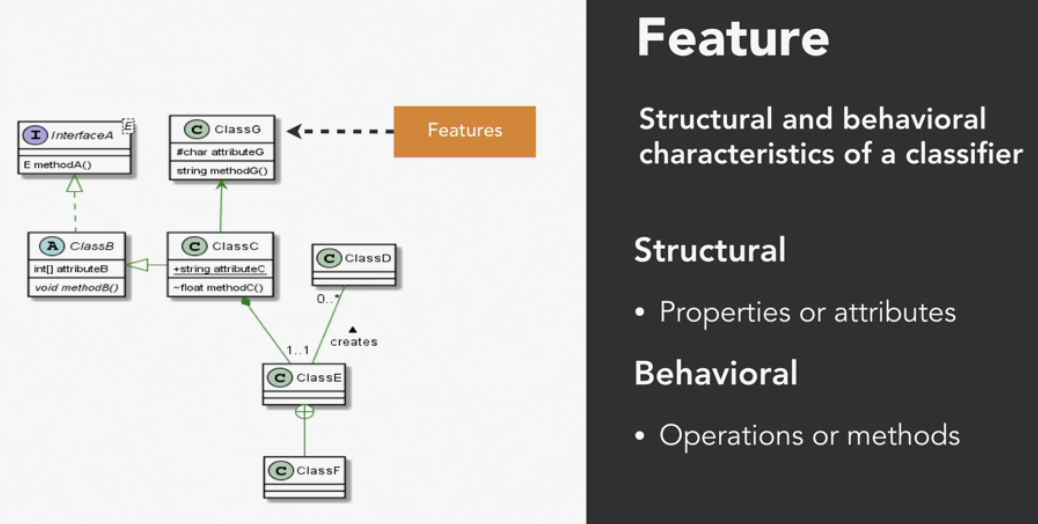 Feature
Structural and behavioral
characteristics of a classifier
Structural
• Properties or attributes
Behavioral
• Operations or methods
Features
I InterfaceA
E
E methodA()
C ClassG
#char attributeG
string methodG()
A ClassB
int[] attributeB
void methodB()
C ClassC
+string attributeC
~float methodC()
C ClassD
0..*
creates
1..1
C ClassE
C ClassF